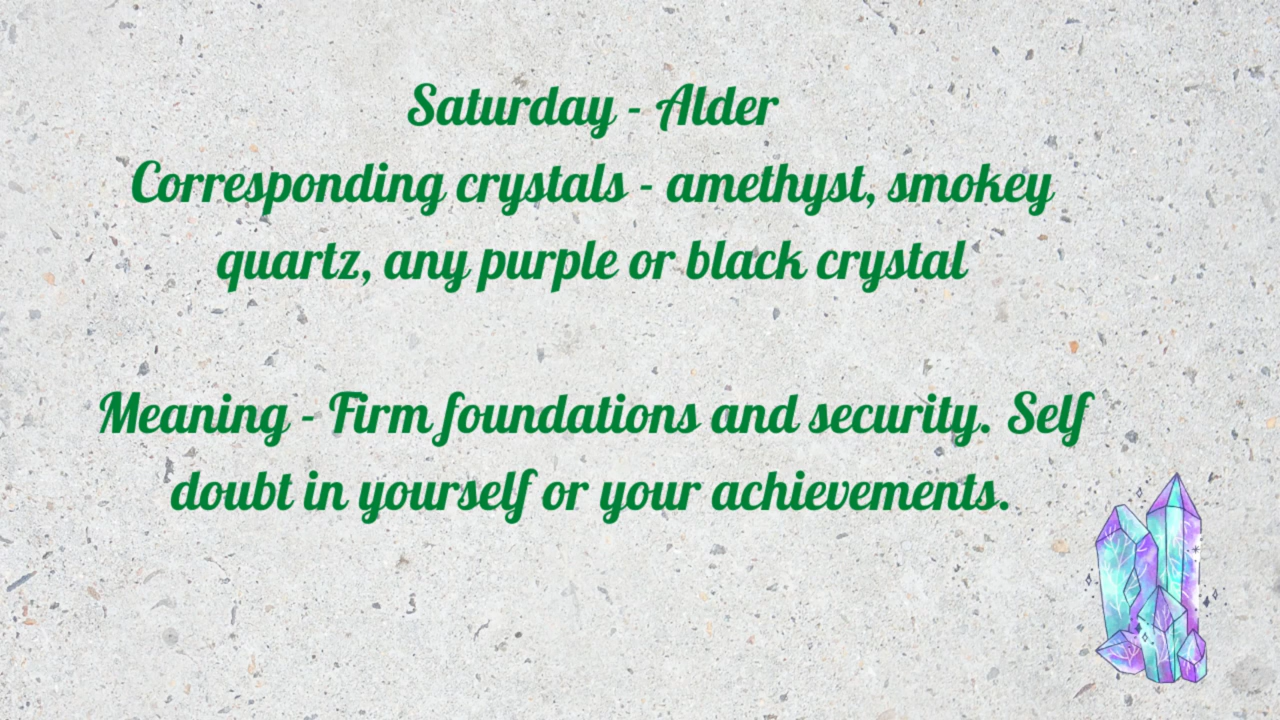 Saturday - Alder
Corresponding crystals - amethyst, smokey
quartz, any purple or black crystal
Meaning - Firm foundations and security. Self
doubt in yourself or your achievements.